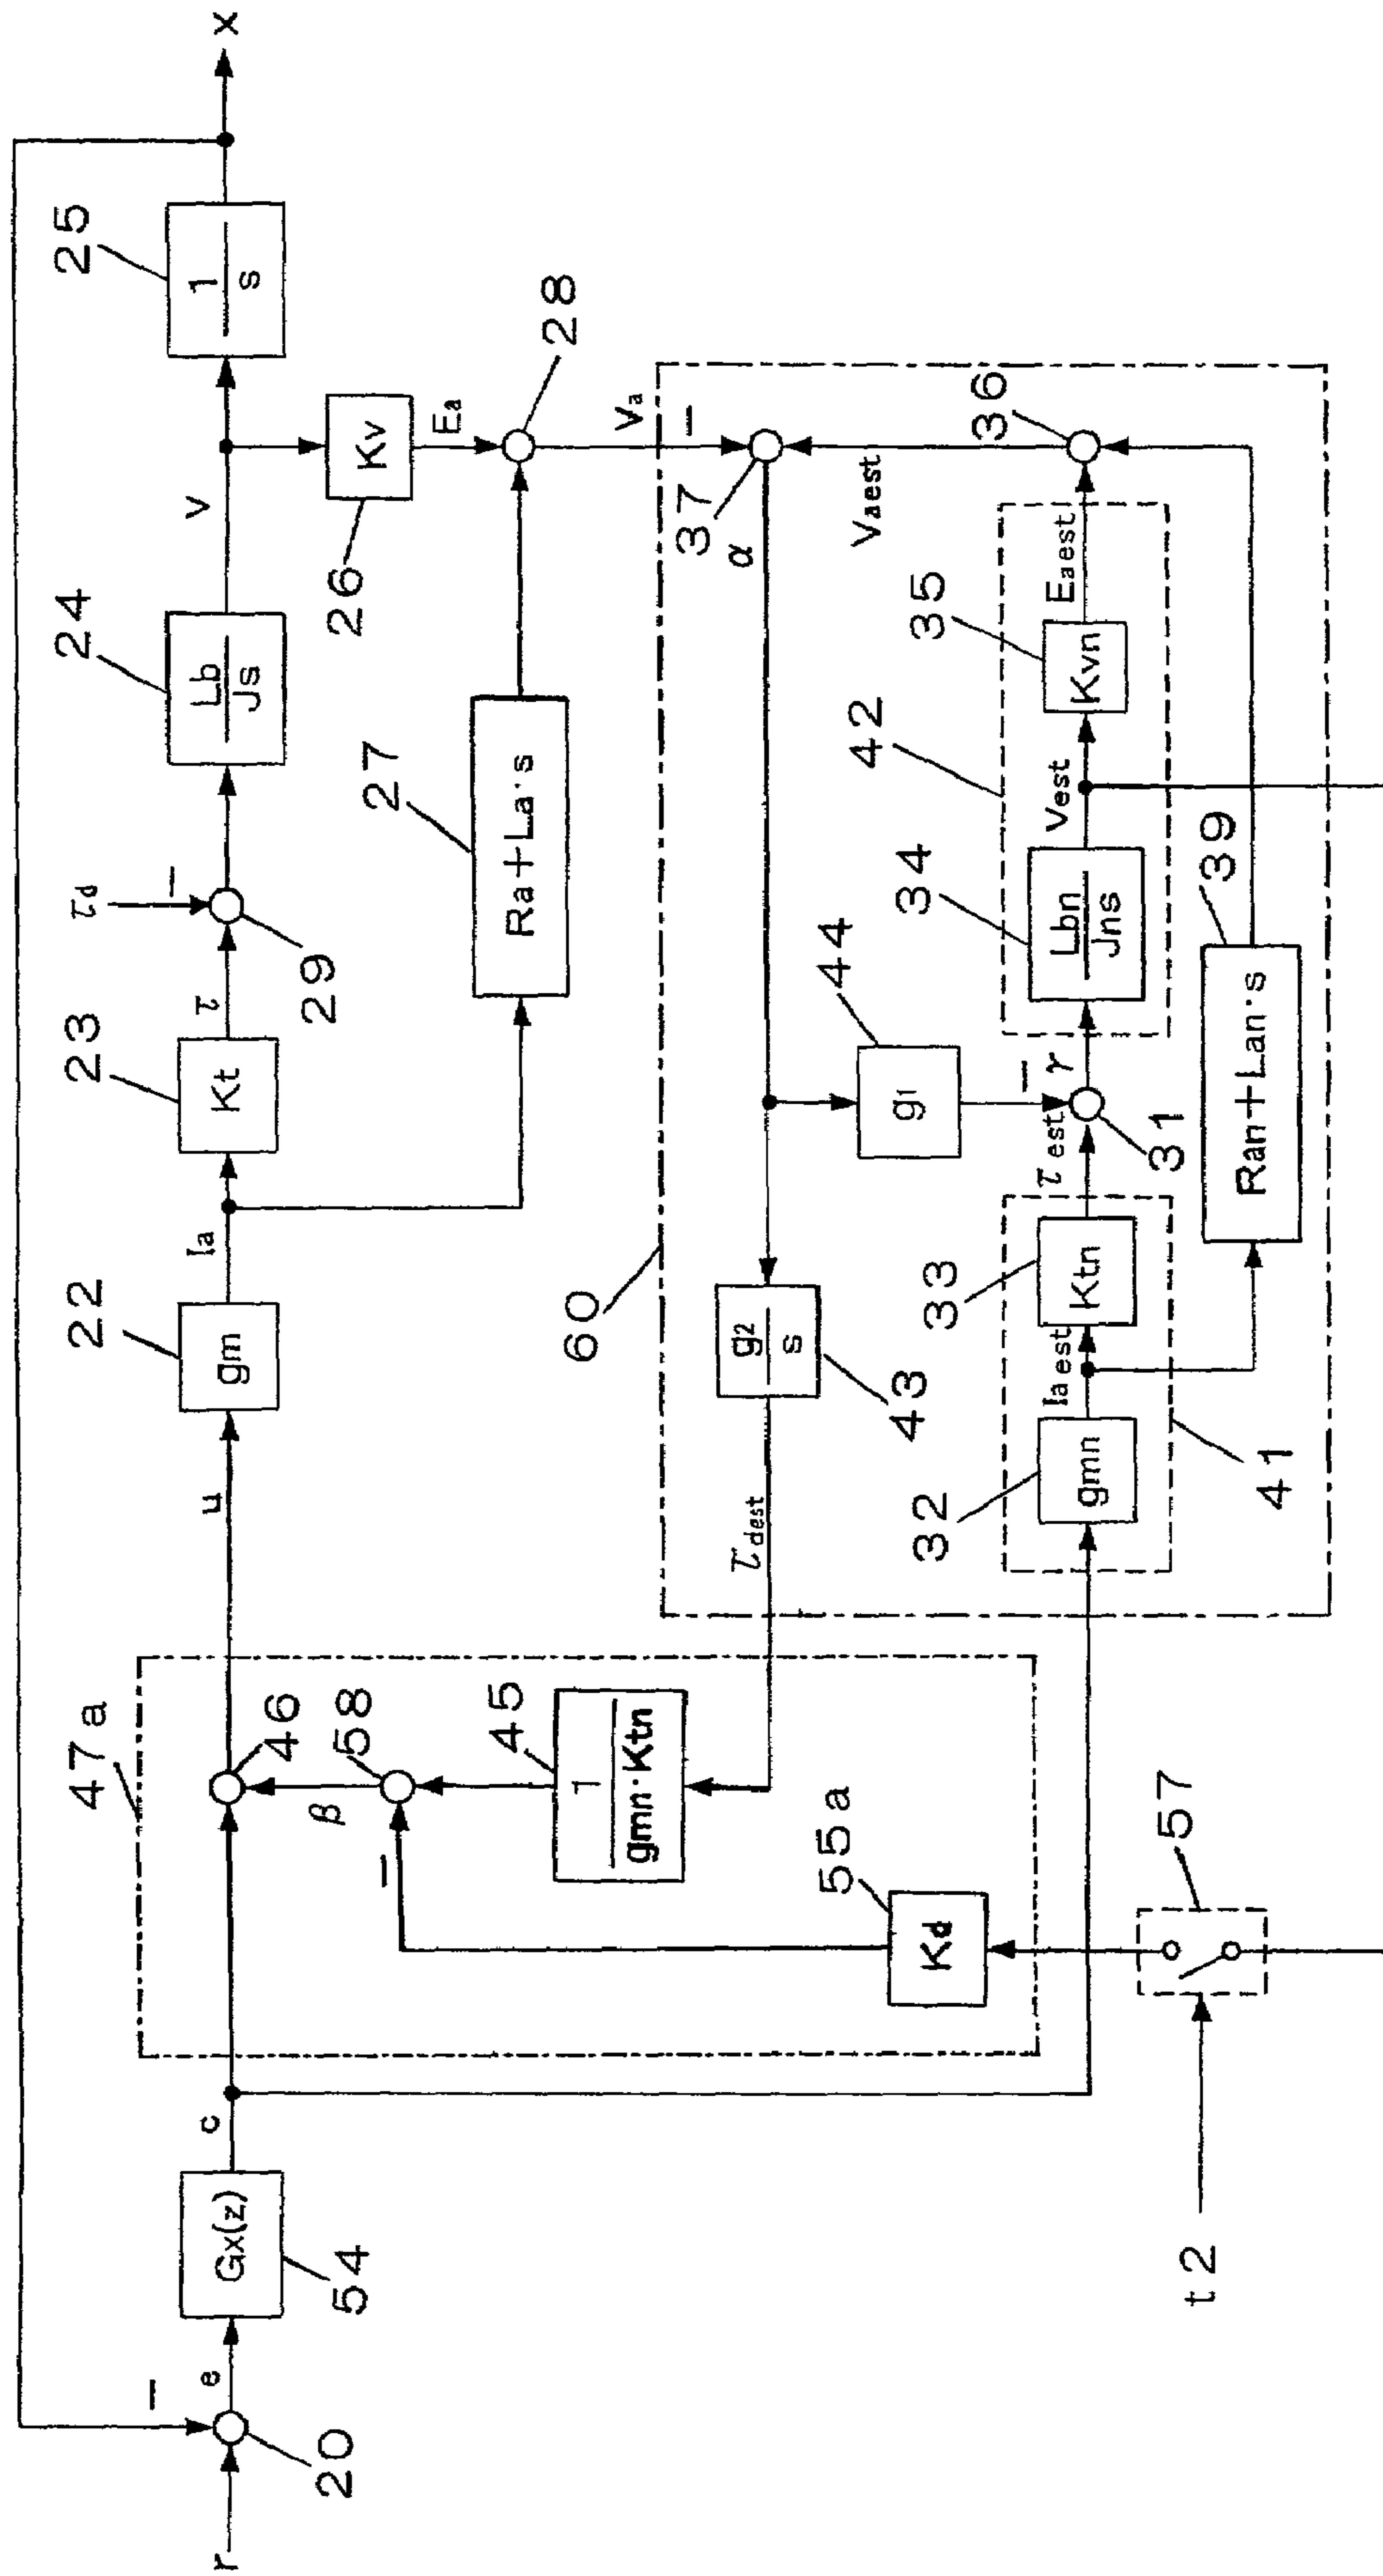 r
20
e
Gx(z)
54
c
47a
46
β
58
45
1
gmn·Ktn
55a
Kd
57
t2
u
22
gm
Ia
23
Kt
τ
τd
29
24
Lb
Js
v
25
1
s
x
26
Kv
Ea
27
Ra+La·s
28
Va
60
τdest
43
g2
s
44
g1
α
37
Vaest
36
32
gmn
41
Iaest
33
Ktn
τest
31
γ
34
Lbn
Jns
42
Vest
35
Kvn
Eaest
39
Ran+Lan·s